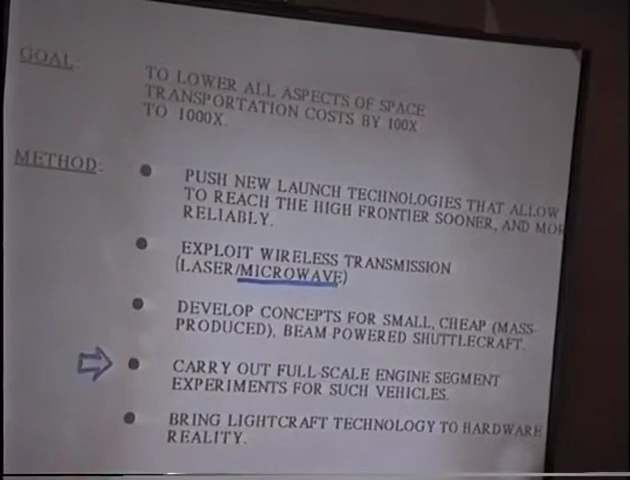 GOAL:
TO LOWER ALL ASPECTS OF SPACE
TRANSPORTATION COSTS BY 100X
TO 1000X.
METHOD:
● PUSH NEW LAUNCH TECHNOLOGIES THAT ALLOW
TO REACH THE HIGH FRONTIER SOONER, AND MOR
RELIABLY.
● EXPLOIT WIRELESS TRANSMISSION
(LASER/MICROWAVE)
● DEVELOP CONCEPTS FOR SMALL, CHEAP (MASS-
PRODUCED), BEAM POWERED SHUTTLECRAFT.
● CARRY OUT FULL-SCALE ENGINE SEGMENT
EXPERIMENTS FOR SUCH VEHICLES.
● BRING LIGHTCRAFT TECHNOLOGY TO HARDWARE
REALITY.